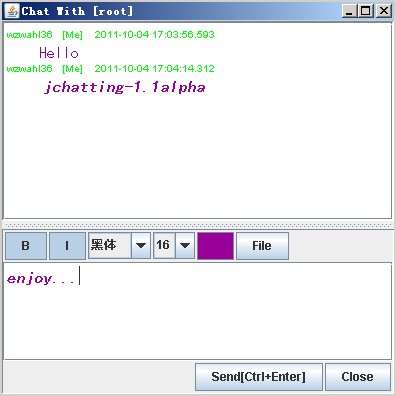 Chat With [root]
wzwahl36 [Me] 2011-10-04 17:03:56.593
Hello
wzwahl36 [Me] 2011-10-04 17:04:14.312
jchatting-1.1alpha
B I 黑体 16 File
enjoy...
Send[Ctrl+Enter] Close